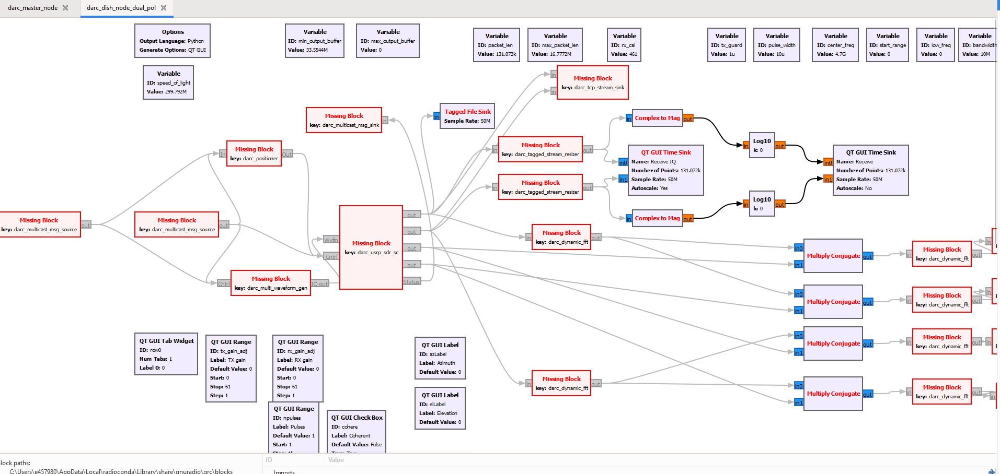 darc_master_node
darc_dish_node_dual_pol
Options
Output Language: Python
Generate Options: QT GUI
Variable
ID: min_output_buffer
Value: 33.5544M
Variable
ID: max_output_buffer
Value: 0
Variable
ID: packet_len
Value: 131.072k
Variable
ID: max_packet_len
Value: 16.7772M
Variable
ID: rx_cal
Value: 461
Variable
ID: tx_guard
Value: 1u
Variable
ID: pulse_width
Value: 10u
Variable
ID: center_freq
Value: 4.7G
Variable
ID: start_range
Value: 0
Variable
ID: low_freq
Value: 0
Variable
ID: bandwidth
Value: 10M
Variable
ID: speed_of_light
Value: 299.792M
in
in
Missing Block
key: darc_tcp_stream_sink
Missing Block
key: darc_multicast_msg_sink
in
in
Tagged File Sink
Sample Rate: 50M
in
Complex to Mag
out
in
Missing Block
key: darc_tagged_stream_resizer
out
in
Log10
k: 0
out
in0
in1
QT GUI Time Sink
Name: Receive IQ
Number of Points: 131.072k
Sample Rate: 50M
Autoscale: Yes
in0
in1
QT GUI Time Sink
Name: Receive
Number of Points: 131.072k
Sample Rate: 50M
Autoscale: No
In
Missing Block
key: darc_positioner
Out
in
Missing Block
key: darc_tagged_stream_resizer
out
in
Log10
k: 0
out
in
Complex to Mag
out
Missing Block
key: darc_multicast_msg_source
out
Missing Block
key: darc_multicast_msg_source
out
Wvfm
Cntrl
Missing Block
key: darc_usrp_sdr_sc
out
out
out
out
Status
in
Missing Block
key: darc_dynamic_fft
out
in0
in1
Multiply Conjugate
out
in
Missing Block
key: darc_dynamic_fft
out
in
Cntrl
Missing Block
key: darc_multi_waveform_gen
IQ out
in0
in1
Multiply Conjugate
out
in
Missing Block
key: darc_dynamic_fft
out
in
in0
in1
Multiply Conjugate
out
in
Missing Block
key: darc_dynamic_fft
out
in
in
Missing Block
key: darc_dynamic_fft
out
in0
in1
Multiply Conjugate
out
in
Missing Block
key: darc_dynamic_fft
out
in
QT GUI Tab Widget
ID: row0
Num Tabs: 1
Label 0: 0
QT GUI Range
ID: tx_gain_adj
Label: TX gain
Default Value: 0
Start: 0
Stop: 61
Step: 1
QT GUI Range
ID: rx_gain_adj
Label: RX gain
Default Value: 0
Start: 0
Stop: 61
Step: 1
QT GUI Label
ID: azLabel
Label: Azimuth
Default Value: 0
QT GUI Label
ID: elLabel
Label: Elevation
Default Value: 0
QT GUI Range
ID: npulses
Label: Pulses
Default Value: 1
Start: 1
QT GUI Check Box
ID: cohere
Label: Coherent
Default Value: False
lock paths:
C:\Users\e457980\AppData\Local\radioconda\Library\share\gnuradio\grc\blocks
ID
Value
Imports